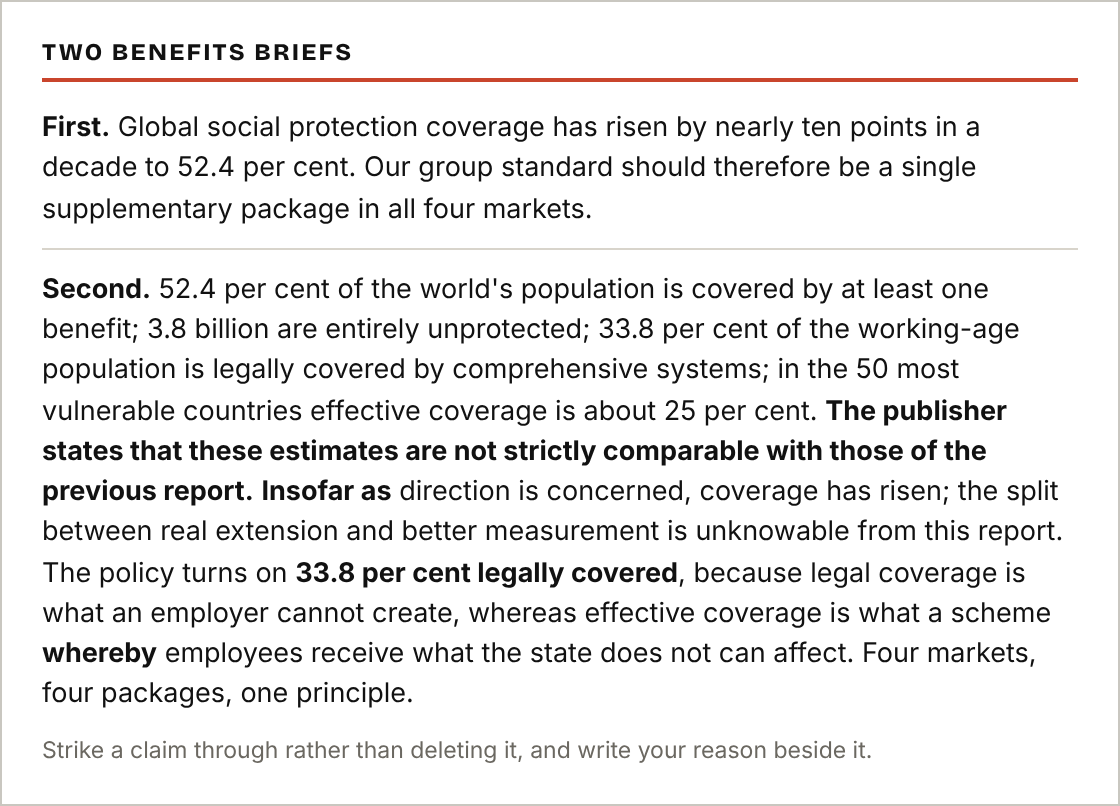 TWO BENEFITS BRIEFS
First. Global social protection coverage has risen by nearly ten points in a
decade to 52.4 per cent. Our group standard should therefore be a single
supplementary package in all four markets.
Second. 52.4 per cent of the world's population is covered by at least one
benefit; 3.8 billion are entirely unprotected; 33.8 per cent of the working-age
population is legally covered by comprehensive systems; in the 50 most
vulnerable countries effective coverage is about 25 per cent. The publisher
states that these estimates are not strictly comparable with those of the
previous report. Insofar as direction is concerned, coverage has risen; the split
between real extension and better measurement is unknowable from this report.
The policy turns on 33.8 per cent legally covered, because legal coverage is
what an employer cannot create, whereas effective coverage is what a scheme
whereby employees receive what the state does not can affect. Four markets,
four packages, one principle.
Strike a claim through rather than deleting it, and write your reason beside it.